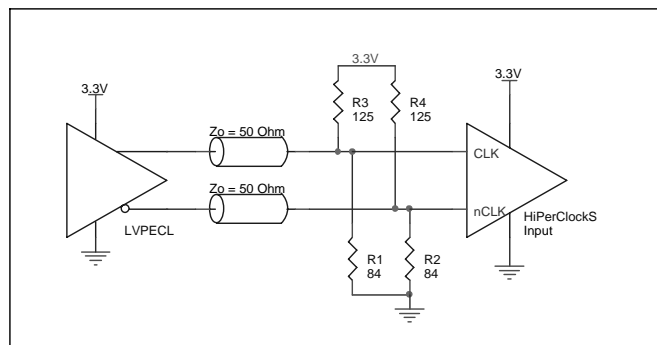 3.3V
3.3V
3.3V
R3
125
R4
125
Zo = 50 Ohm
CLK
Zo = 50 Ohm
nCLK
HiPerClockS
Input
LVPECL
R1
84
R2
84